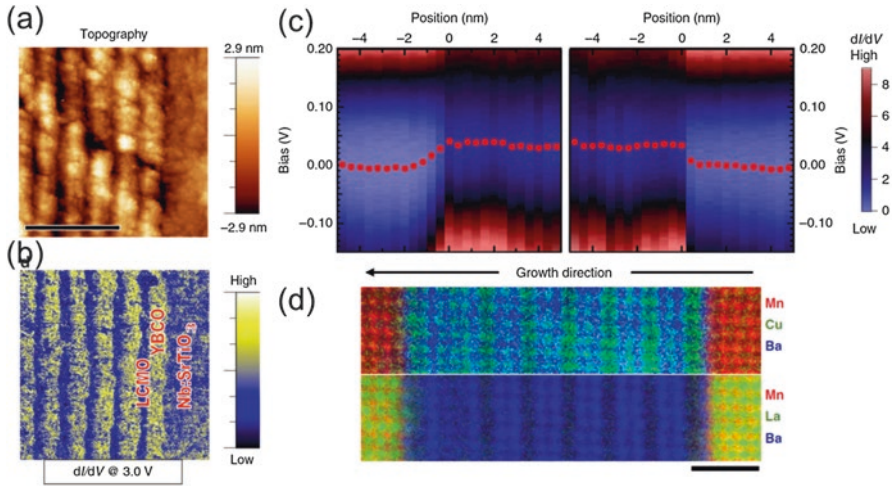 (a)
Topography
2.9 nm
−2.9 nm
(b)
High
Low
LCMO
YBCO
dI/dV @ 3.0 V
(c)
Position (nm)
−4 −2 0 2 4
Position (nm)
−4 −2 0 2 4
Bias (V)
0.20
0.10
0.00
−0.10
Bias (V)
0.20
0.10
0.00
−0.10
dI/dV
High
8
6
4
2
0
Low
Growth direction
(d)
Mn
Cu
Ba
Mn
La
Ba